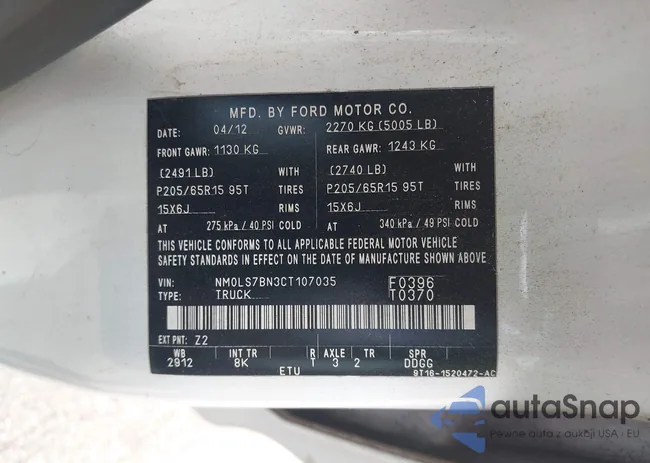 MFD. BY FORD MOTOR CO.
DATE: 04/12 GVWR: 2270 KG (5005 LB)
FRONT GAWR: 1130 KG REAR GAWR: 1243 KG
(2491 LB) WITH (2740 LB) WITH
P205/65R15 95T TIRES P205/65R15 95T TIRES
15X6J RIMS 15X6J RIMS
AT 275 kPa / 40 PSI COLD AT 340 kPa / 49 PSI COLD
THIS VEHICLE CONFORMS TO ALL APPLICABLE FEDERAL MOTOR VEHICLE
SAFETY STANDARDS IN EFFECT ON THE DATE OF MANUFACTURE SHOWN ABOVE.
VIN: NM0LS7BN3CT107035 F0396
TYPE: TRUCK T0370
EXT PNT: Z2
WB INT TR R AXLE TR SPR
2912 8K T 3 2 DDGG
ETU 9T16-1520472-AC
autaSnap
Pewne auta z aukcji USA i EU